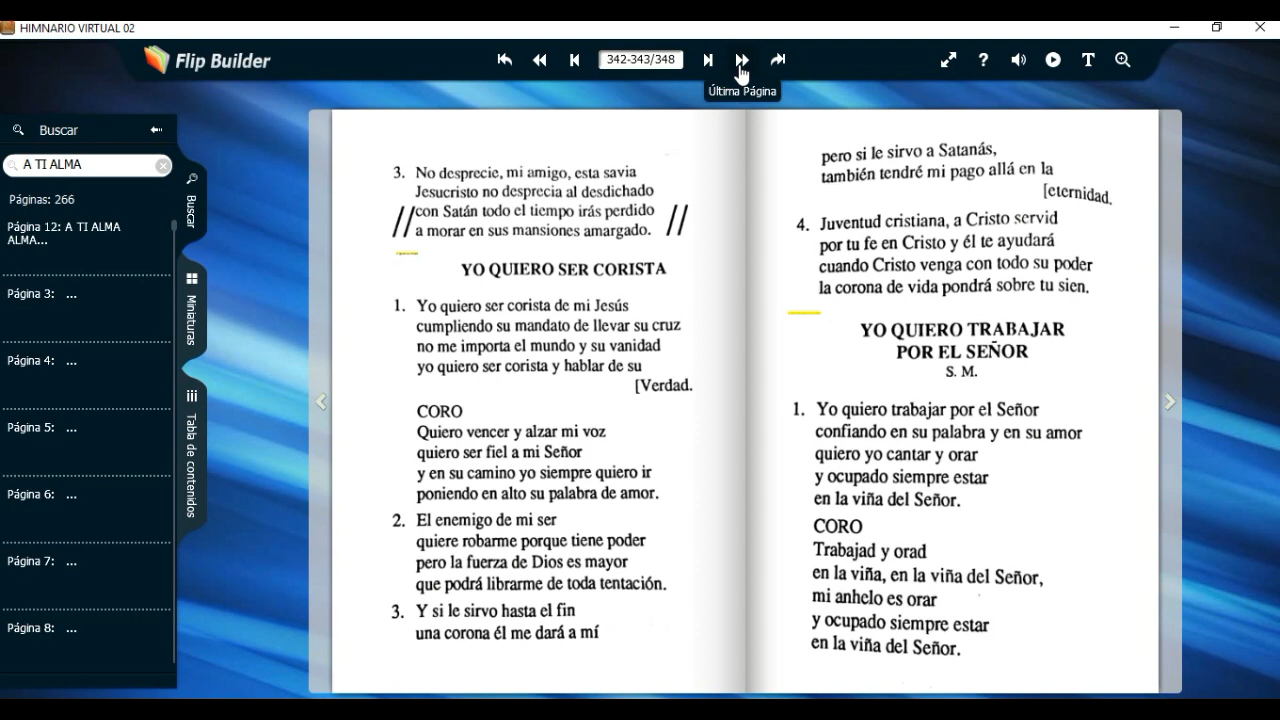 HIMNARIO VIRTUAL 02
Flip Builder
342-343/348
Última Página
Buscar
A TI ALMA
Páginas: 266
Página 12: A TI ALMA
ALMA...
Página 3: ...
Página 4: ...
Página 5: ...
Página 6: ...
Página 7: ...
Página 8: ...
Buscar
Miniaturas
Tabla de contenidos
3. No desprecie, mi amigo, esta savia
Jesucristo no desprecia al desdichado
// con Satán todo el tiempo irás perdido //
a morar en sus mansiones amargado.
YO QUIERO SER CORISTA
1. Yo quiero ser corista de mi Jesús
cumpliendo su mandato de llevar su cruz
no me importa el mundo y su vanidad
yo quiero ser corista y hablar de su
[Verdad.
CORO
Quiero vencer y alzar mi voz
quiero ser fiel a mi Señor
y en su camino yo siempre quiero ir
poniendo en alto su palabra de amor.
2. El enemigo de mi ser
quiere robarme porque tiene poder
pero la fuerza de Dios es mayor
que podrá librarme de toda tentación.
3. Y si le sirvo hasta el fin
una corona él me dará a mí
pero si le sirvo a Satanás,
también tendré mi pago allá en la
[eternidad.
4. Juventud cristiana, a Cristo servid
por tu fe en Cristo y él te ayudará
cuando Cristo venga con todo su poder
la corona de vida pondrá sobre tu sien.
YO QUIERO TRABAJAR
POR EL SEÑOR
S. M.
1. Yo quiero trabajar por el Señor
confiando en su palabra y en su amor
quiero yo cantar y orar
y ocupado siempre estar
en la viña del Señor.
CORO
Trabajad y orad
en la viña, en la viña del Señor,
mi anhelo es orar
y ocupado siempre estar
en la viña del Señor.